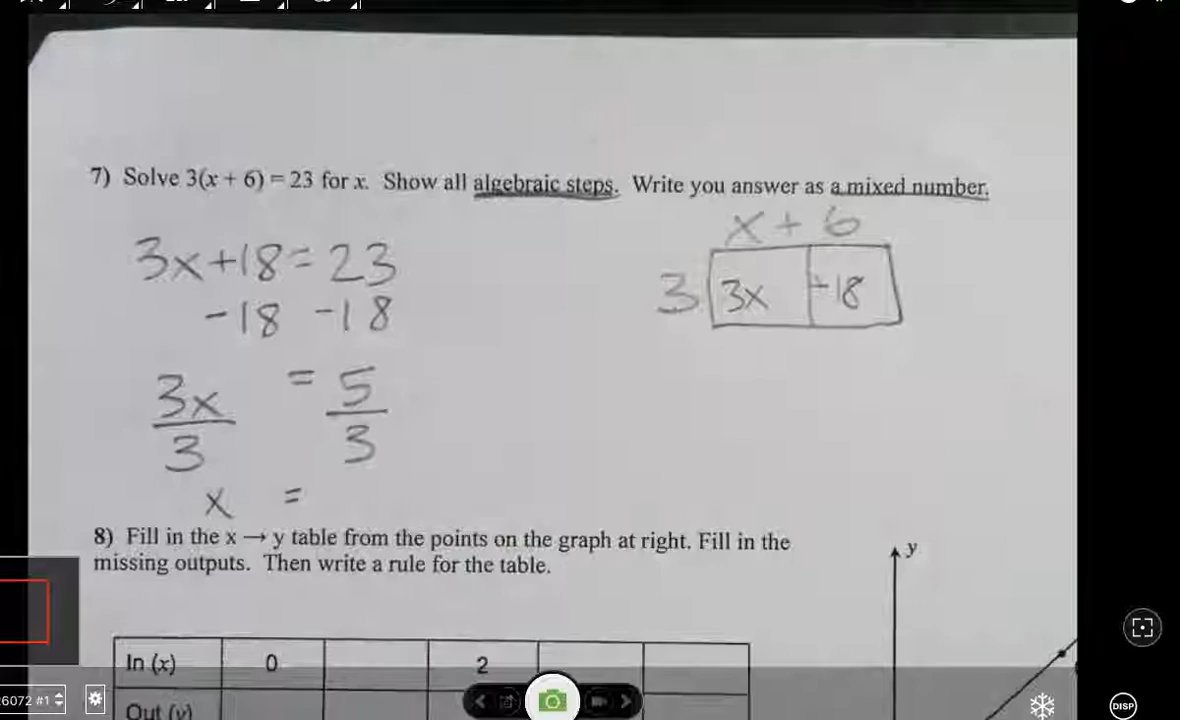 7) Solve 3(x + 6) = 23 for x. Show all algebraic steps. Write you answer as a mixed number.
x + 6
3x+18=23
3 3x +18
-18 -18
3x = 5
3 3
x =
8) Fill in the x → y table from the points on the graph at right. Fill in the
missing outputs. Then write a rule for the table.
y
In (x) 0 2
Out (y)
6072 #1
DISP